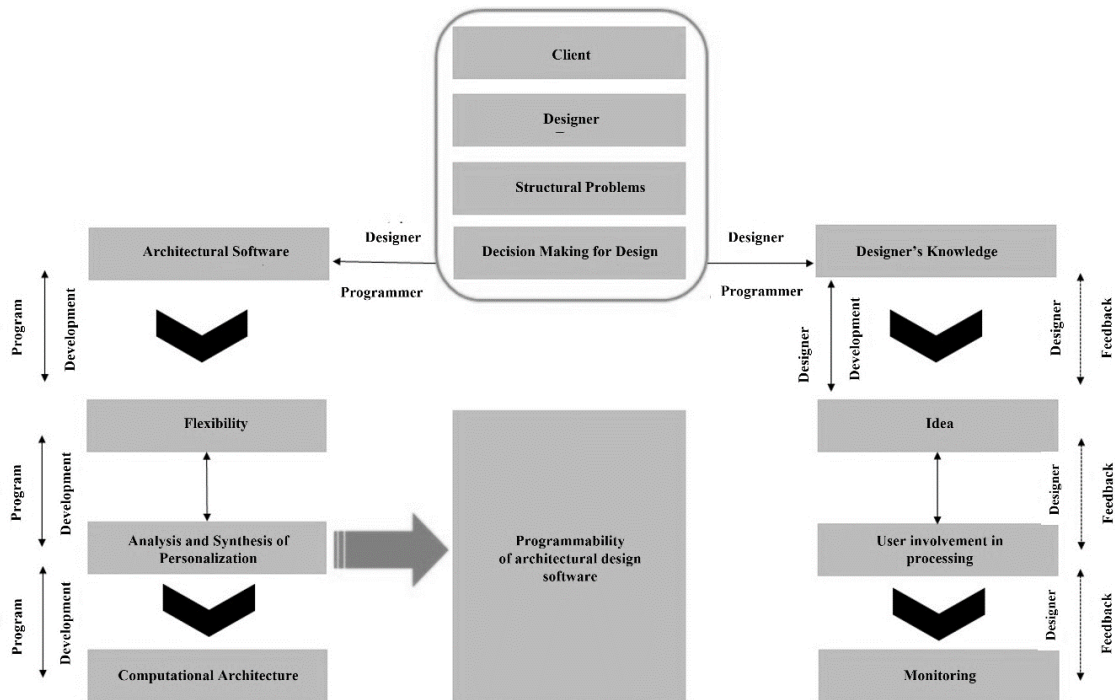 Client
Designer
Structural Problems
Decision Making for Design
Designer
Programmer
Designer
Programmer
Architectural Software
Program
Development
Flexibility
Program
Development
Analysis and Synthesis of
Personalization
Program
Development
Computational Architecture
Programmability
of architectural design
software
Designer's Knowledge
Designer
Development
Designer
Feedback
Idea
Designer
Feedback
User involvement in
processing
Designer
Feedback
Monitoring